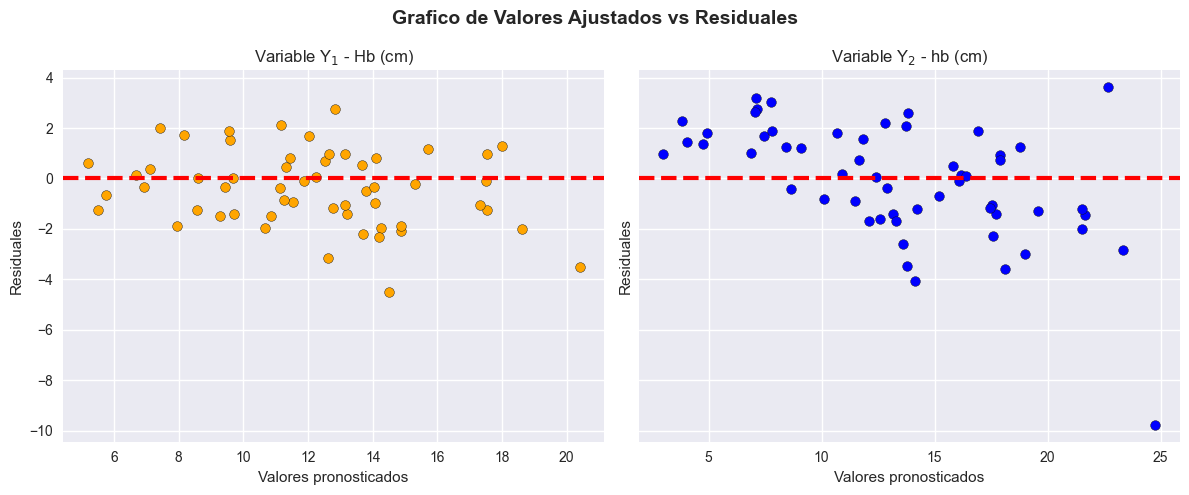 Grafico de Valores Ajustados vs Residuales
Variable Y₁ - Hb (cm)
4
2
0
−2
−4
−6
−8
−10
Residuales
6 8 10 12 14 16 18 20
Valores pronosticados
Variable Y₂ - hb (cm)
Residuales
5 10 15 20 25
Valores pronosticados